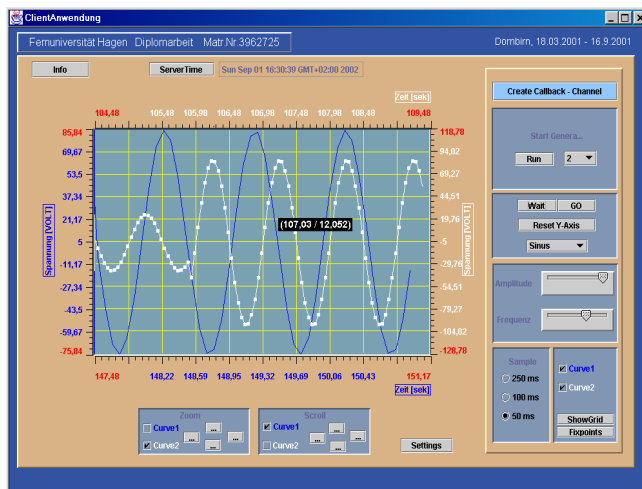 ClientAnwendung
Fernuniversität Hagen Diplomarbeit Matr.Nr.3962725
Dornbirn, 18.03.2001 - 16.9.2001
Info
ServerTime
Sun Sep 01 16:30:39 GMT+02:00 2002
Zeit [sek]
104,48 105,48 105,98 106,48 106,98 107,48 107,98 108,48 109,48
85,84
69,67
53,5
37,34
21,17
5
-11,17
-27,34
-43,5
-59,67
-75,84
Spannung [VOLT]
(107,03 / 12,052)
118,78
94,02
69,27
44,51
19,76
-5
-29,76
-54,51
-79,27
-104,02
-128,78
Spannung [VOLT]
147,48 148,22 148,59 148,95 149,32 149,69 150,06 150,43 151,17
Zeit [sek]
Zoom
Curve1
Curve2
... ... ... ...
Scroll
Curve1
Curve2
... ... ... ...
Settings
Create Callback - Channel
Start Genera...
Run 2
Wait GO
Reset Y-Axis
Sinus
Amplitude
Frequenz
Sample
250 ms
100 ms
50 ms
Curve1
Curve2
ShowGrid
Fixpoints